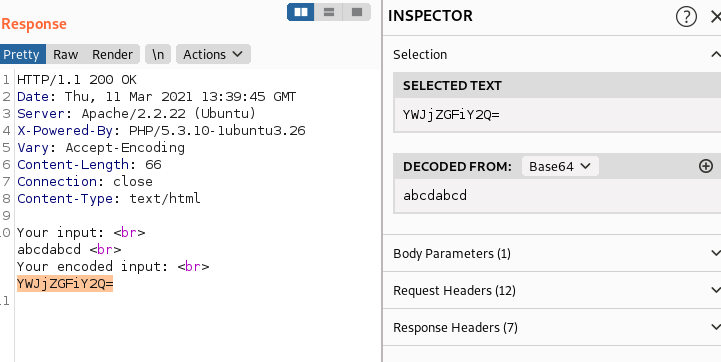 Response
Pretty Raw Render \n Actions
1 HTTP/1.1 200 OK
2 Date: Thu, 11 Mar 2021 13:39:45 GMT
3 Server: Apache/2.2.22 (Ubuntu)
4 X-Powered-By: PHP/5.3.10-1ubuntu3.26
5 Vary: Accept-Encoding
6 Content-Length: 66
7 Connection: close
8 Content-Type: text/html
9
0 Your input: <br>
abcdabcd <br>
Your encoded input: <br>
YWJjZGFiY2Q=
1
INSPECTOR
?
Selection
SELECTED TEXT
YWJjZGFiY2Q=
DECODED FROM: Base64
abcdabcd
Body Parameters (1)
Request Headers (12)
Response Headers (7)